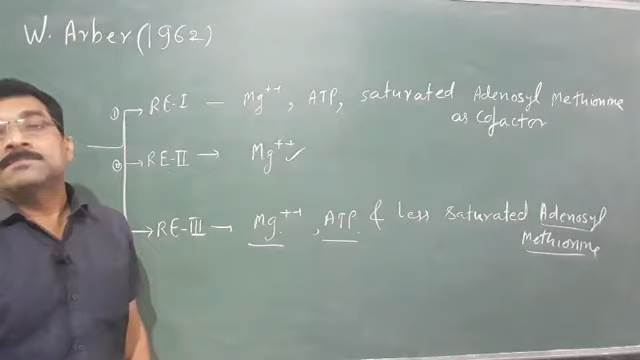 W. Arber (1962)
① RE-I — Mg++, ATP, saturated Adenosyl Methionine
as Cofactor
② RE-II → Mg++ ✓
RE-III → Mg++, ATP & less saturated Adenosyl
Methionine